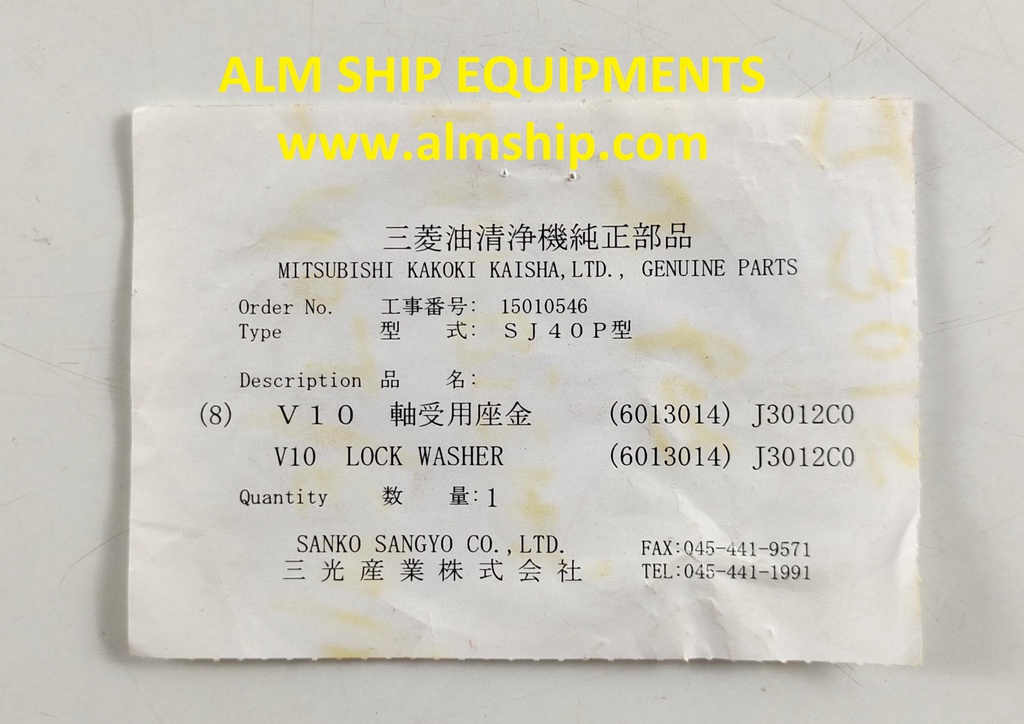 ALM SHIP EQUIPMENTS
www.almship.com
三菱油清浄機純正部品
MITSUBISHI KAKOKI KAISHA,LTD., GENUINE PARTS
Order No. 工事番号: 15010546
Type 型 式: ＳＪ４０Ｐ型
Description 品 名:
(8) Ｖ１０ 軸受用座金 (6013014) J3012C0
V10 LOCK WASHER (6013014) J3012C0
Quantity 数 量: 1
SANKO SANGYO CO.,LTD. FAX:045-441-9571
三光産業株式会社 TEL:045-441-1991